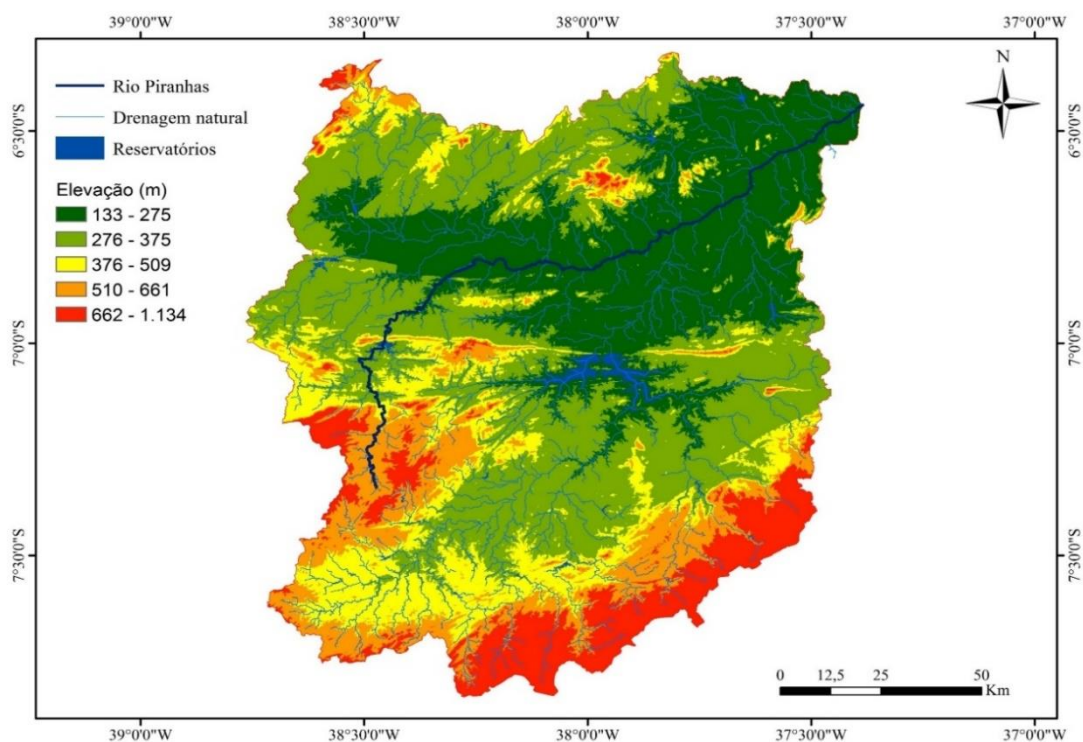 39°0'0"W 38°30'0"W 38°0'0"W 37°30'0"W 37°0'0"W
N
Rio Piranhas
Drenagem natural
Reservatórios
Elevação (m)
133 - 275
276 - 375
376 - 509
510 - 661
662 - 1.134
6°30'0"S
7°0'0"S
7°30'0"S
6°30'0"S
7°0'0"S
7°30'0"S
0 12,5 25 50
Km
39°0'0"W 38°30'0"W 38°0'0"W 37°30'0"W 37°0'0"W